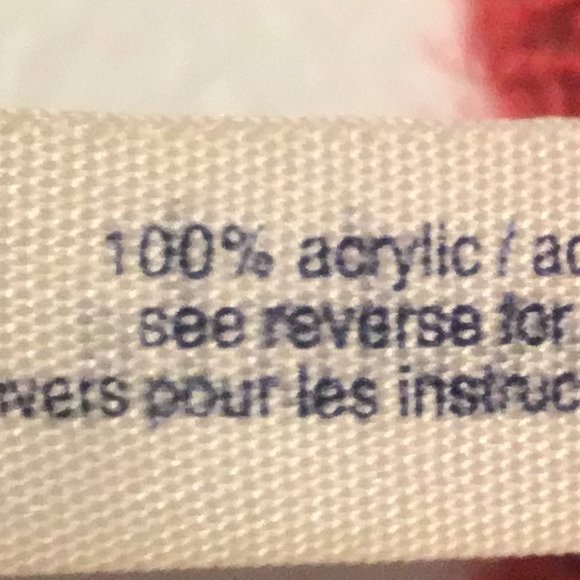 100% acrylic / ac
see reverse for
vers pour les instruc